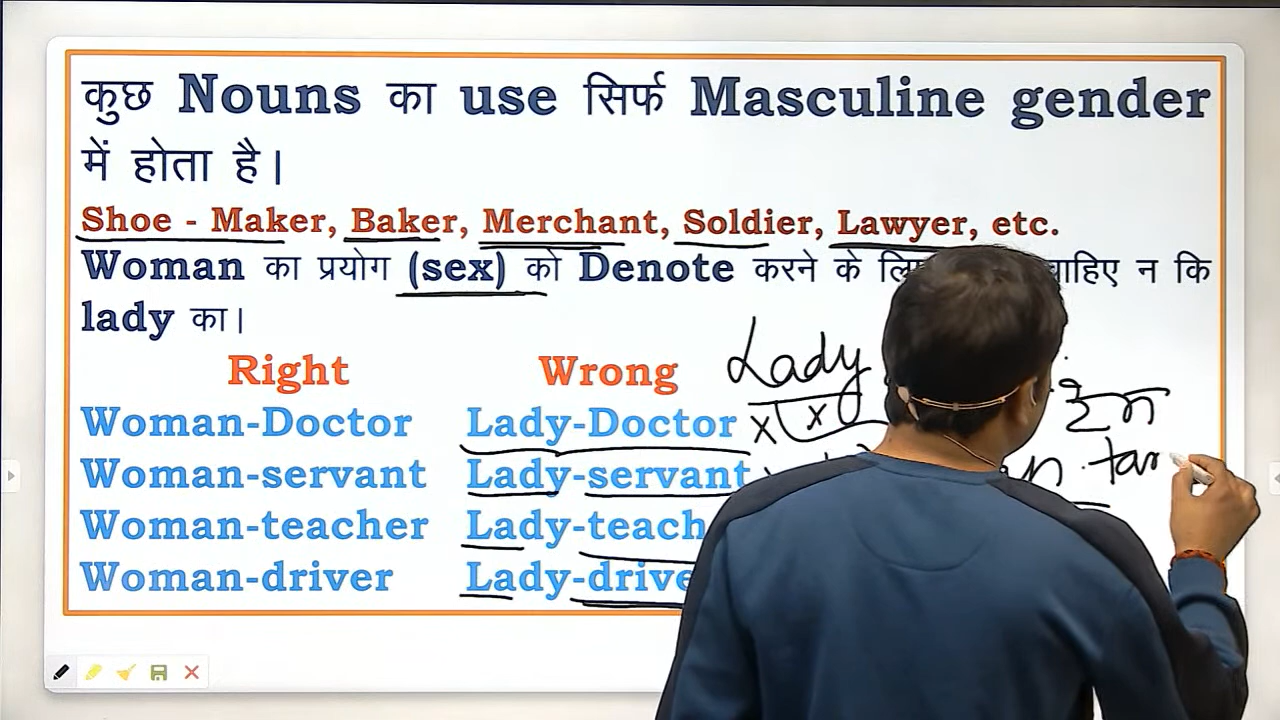 कुछ Nouns का use सिर्फ Masculine gender
में होता है।
Shoe - Maker, Baker, Merchant, Soldier, Lawyer, etc.
Woman का प्रयोग (sex) को Denote करने के चाहिए न कि
lady का।
Right Wrong Lady
Woman-Doctor Lady-Doctor x x
Woman-servant Lady-servant
Woman-teacher Lady-teach
Woman-driver Lady-drive